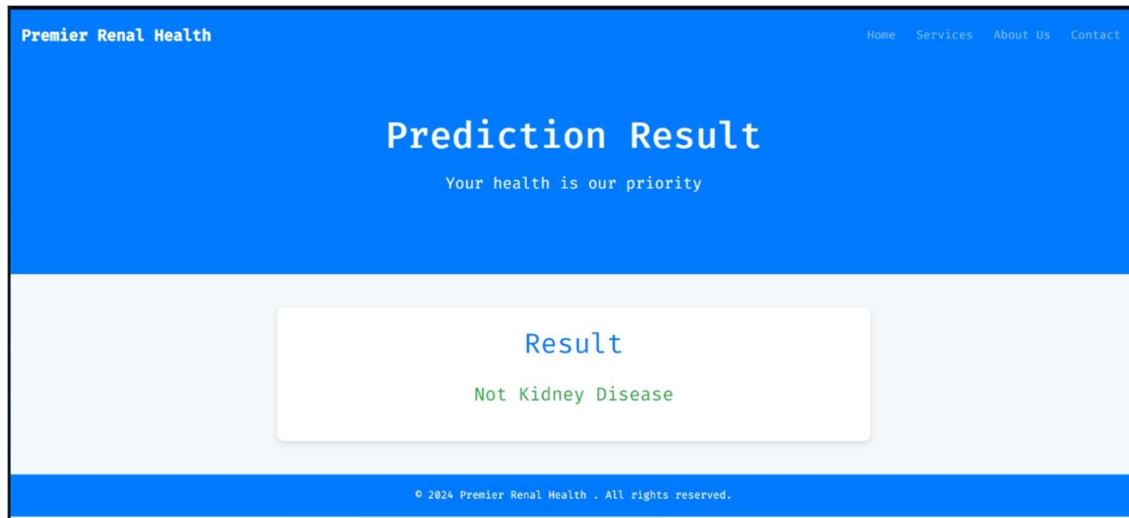 Premier Renal Health
Home Services About Us Contact
Prediction Result
Your health is our priority
Result
Not Kidney Disease
© 2024 Premier Renal Health . All rights reserved.